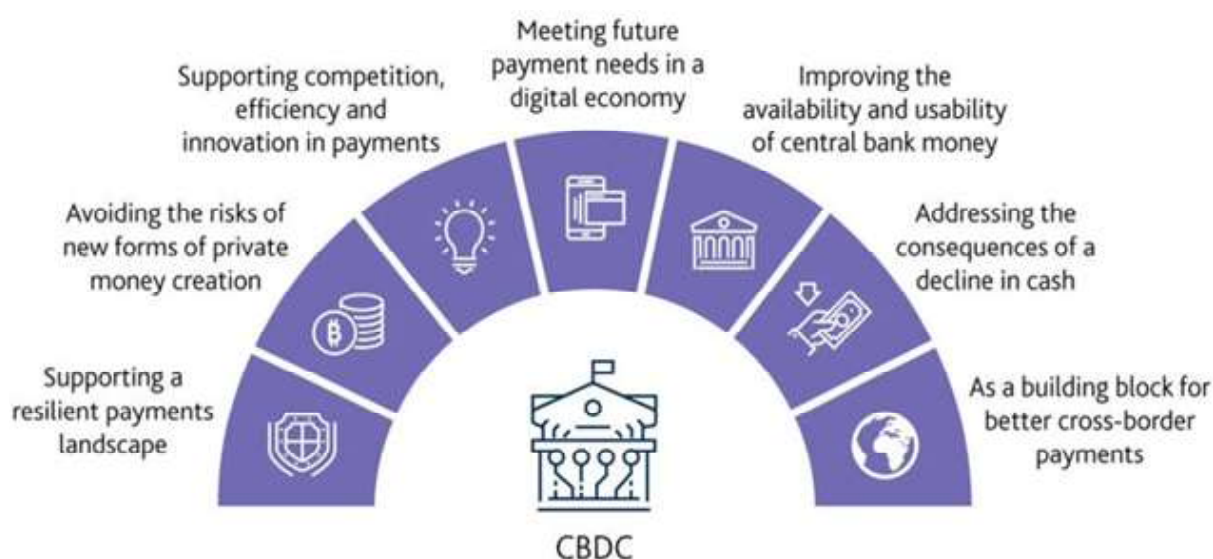 Supporting a
resilient payments
landscape
Avoiding the risks of
new forms of private
money creation
Supporting competition,
efficiency and
innovation in payments
Meeting future
payment needs in a
digital economy
Improving the
availability and usability
of central bank money
Addressing the
consequences of a
decline in cash
As a building block for
better cross-border
payments
CBDC